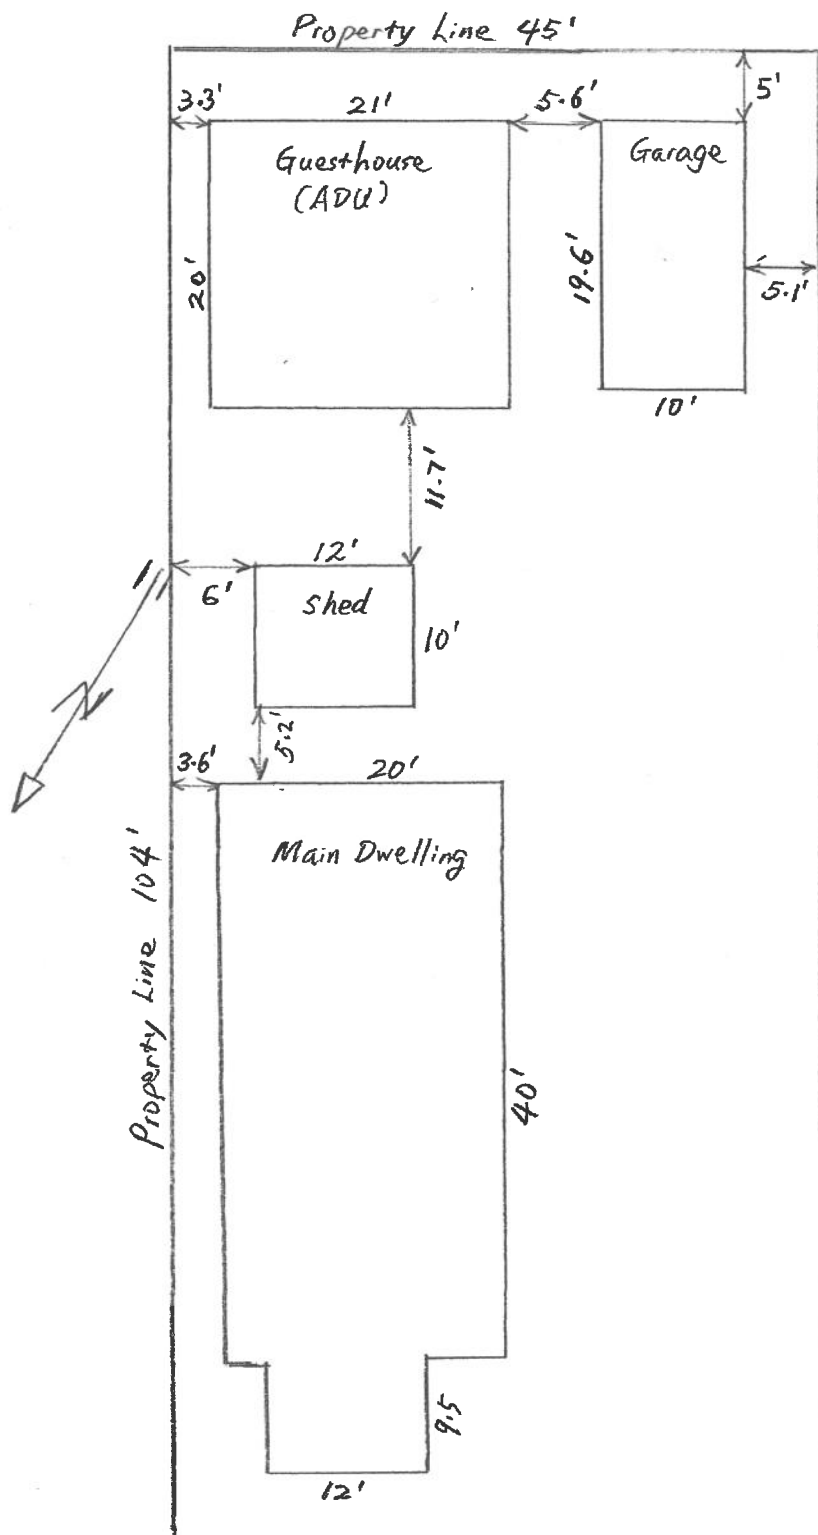 Property Line 45'
3.3'
21'
5.6'
5'
Guesthouse
(ADU)
Garage
20'
19.6'
5.1'
10'
11.7'
12'
6'
Shed
10'
N
5.2'
3.6'
20'
Main Dwelling
Property Line 104'
40'
9.5
12'